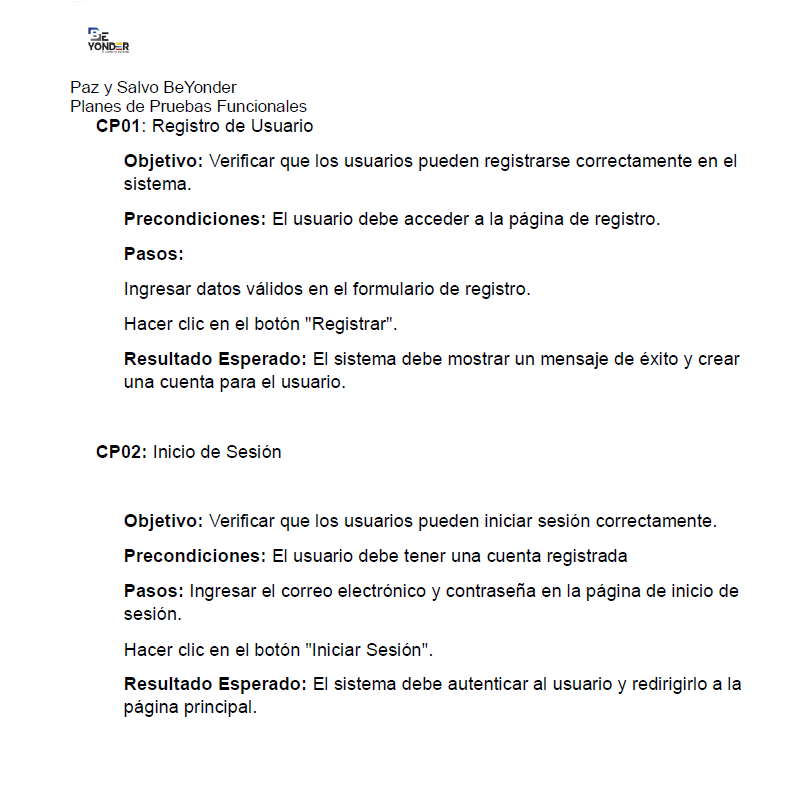 BE
YONDER
Paz y Salvo BeYonder
Planes de Pruebas Funcionales
CP01: Registro de Usuario
Objetivo: Verificar que los usuarios pueden registrarse correctamente en el
sistema.
Precondiciones: El usuario debe acceder a la página de registro.
Pasos:
Ingresar datos válidos en el formulario de registro.
Hacer clic en el botón "Registrar".
Resultado Esperado: El sistema debe mostrar un mensaje de éxito y crear
una cuenta para el usuario.
CP02: Inicio de Sesión
Objetivo: Verificar que los usuarios pueden iniciar sesión correctamente.
Precondiciones: El usuario debe tener una cuenta registrada
Pasos: Ingresar el correo electrónico y contraseña en la página de inicio de
sesión.
Hacer clic en el botón "Iniciar Sesión".
Resultado Esperado: El sistema debe autenticar al usuario y redirigirlo a la
página principal.